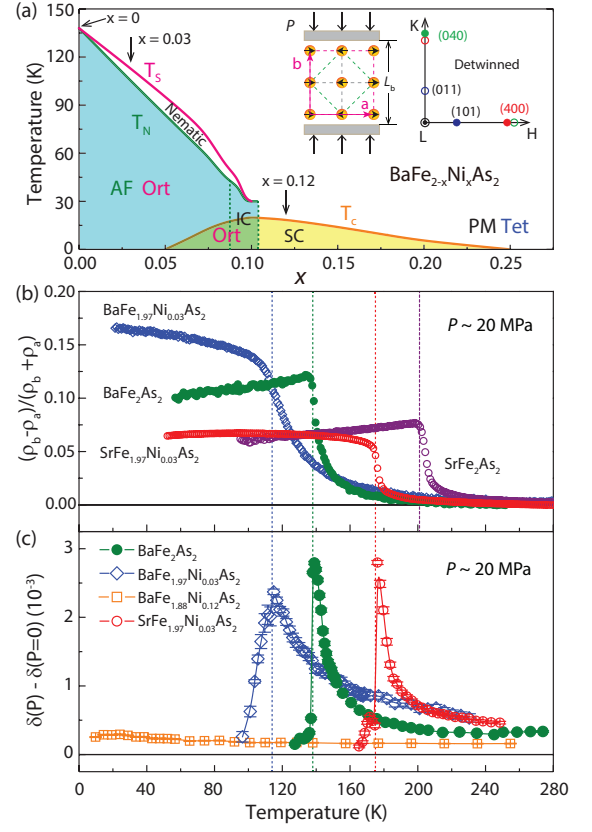 (a)
150
120
90
60
30
0
Temperature (K)
x = 0
x = 0.03
T_S
T_N
Nematic
AF Ort
IC
Ort
x = 0.12
SC
T_c
PM Tet
BaFe_{2-x}Ni_xAs_2
P
b
a
L_b
K
(040)
Detwinned
(011)
(101)
(400)
L
H
0.00
0.05
0.10
0.15
0.20
0.25
x
(b)
0.20
0.15
0.10
0.05
0.00
(ρ_b-ρ_a)/(ρ_b+ρ_a)
BaFe_{1.97}Ni_{0.03}As_2
P ~ 20 MPa
BaFe_2As_2
SrFe_{1.97}Ni_{0.03}As_2
SrFe_2As_2
(c)
3
2
1
0
δ(P) - δ(P=0) (10^{-3})
BaFe_2As_2
BaFe_{1.97}Ni_{0.03}As_2
BaFe_{1.88}Ni_{0.12}As_2
SrFe_{1.97}Ni_{0.03}As_2
P ~ 20 MPa
0
40
80
120
160
200
240
280
Temperature (K)